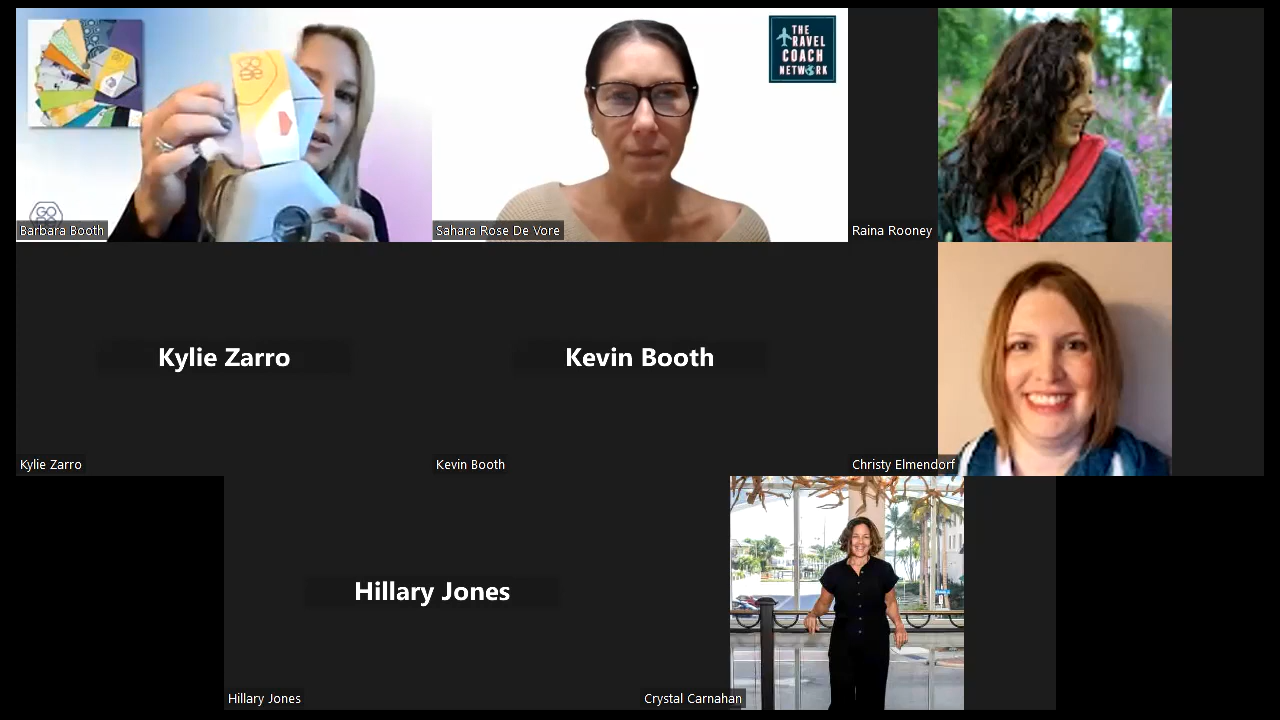 THE
TRAVEL
COACH
NETWORK
Barbara Booth
Sahara Rose De Vore
Raina Rooney
Kylie Zarro
Kevin Booth
Kylie Zarro
Kevin Booth
Christy Elmendorf
Hillary Jones
Hillary Jones
Crystal Carnahan